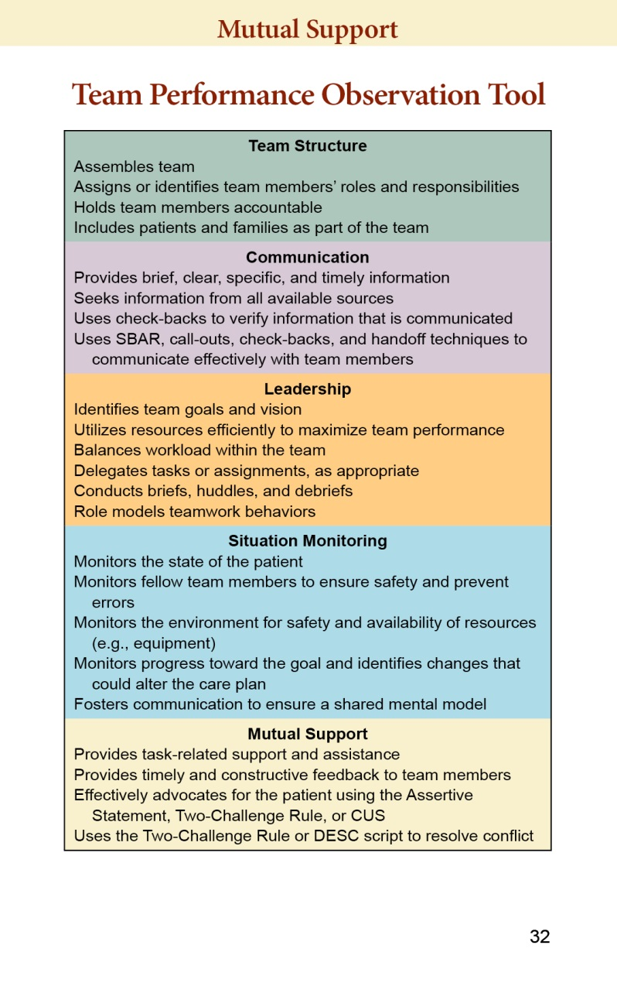 Mutual Support
Team Performance Observation Tool
Team Structure
Assembles team
Assigns or identifies team members’ roles and responsibilities
Holds team members accountable
Includes patients and families as part of the team
Communication
Provides brief, clear, specific, and timely information
Seeks information from all available sources
Uses check-backs to verify information that is communicated
Uses SBAR, call-outs, check-backs, and handoff techniques to
communicate effectively with team members
Leadership
Identifies team goals and vision
Utilizes resources efficiently to maximize team performance
Balances workload within the team
Delegates tasks or assignments, as appropriate
Conducts briefs, huddles, and debriefs
Role models teamwork behaviors
Situation Monitoring
Monitors the state of the patient
Monitors fellow team members to ensure safety and prevent
errors
Monitors the environment for safety and availability of resources
(e.g., equipment)
Monitors progress toward the goal and identifies changes that
could alter the care plan
Fosters communication to ensure a shared mental model
Mutual Support
Provides task-related support and assistance
Provides timely and constructive feedback to team members
Effectively advocates for the patient using the Assertive
Statement, Two-Challenge Rule, or CUS
Uses the Two-Challenge Rule or DESC script to resolve conflict
32